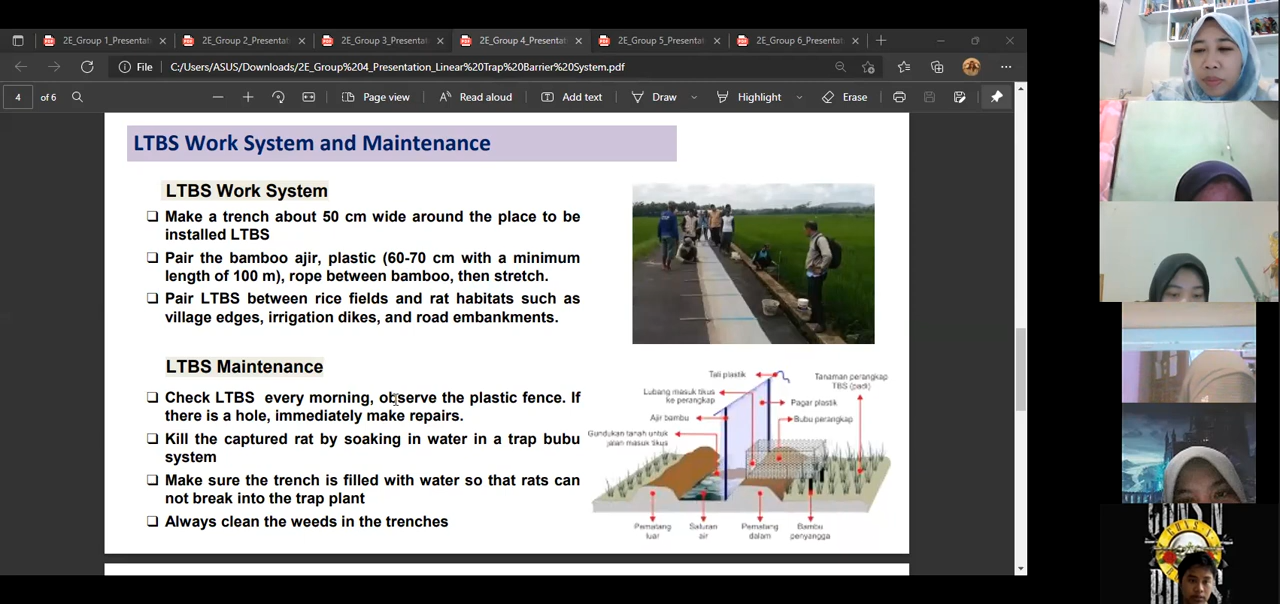 2E_Group 1_Presentat
2E_Group 2_Presentat
2E_Group 3_Presentat
2E_Group 4_Presentat
2E_Group 5_Presentat
2E_Group 6_Presentat
File
C:/Users/ASUS/Downloads/2E_Group%204_Presentation_Linear%20Trap%20Barrier%20System.pdf
4 of 6
Page view
Read aloud
Add text
Draw
Highlight
Erase
LTBS Work System and Maintenance
LTBS Work System
Make a trench about 50 cm wide around the place to be
installed LTBS
Pair the bamboo ajir, plastic (60-70 cm with a minimum
length of 100 m), rope between bamboo, then stretch.
Pair LTBS between rice fields and rat habitats such as
village edges, irrigation dikes, and road embankments.
LTBS Maintenance
Check LTBS every morning, observe the plastic fence. If
there is a hole, immediately make repairs.
Kill the captured rat by soaking in water in a trap bubu
system
Make sure the trench is filled with water so that rats can
not break into the trap plant
Always clean the weeds in the trenches
Tali plastik
Tanaman perangkap
TBS (padi)
Lubang masuk tikus
ke perangkap
Pagar plastik
Ajir bambu
Bubu perangkap
Gundukan tanah untuk
jalan masuk tikus
Pematang
luar
Saluran
air
Pematang
dalam
Bambu
penyangga